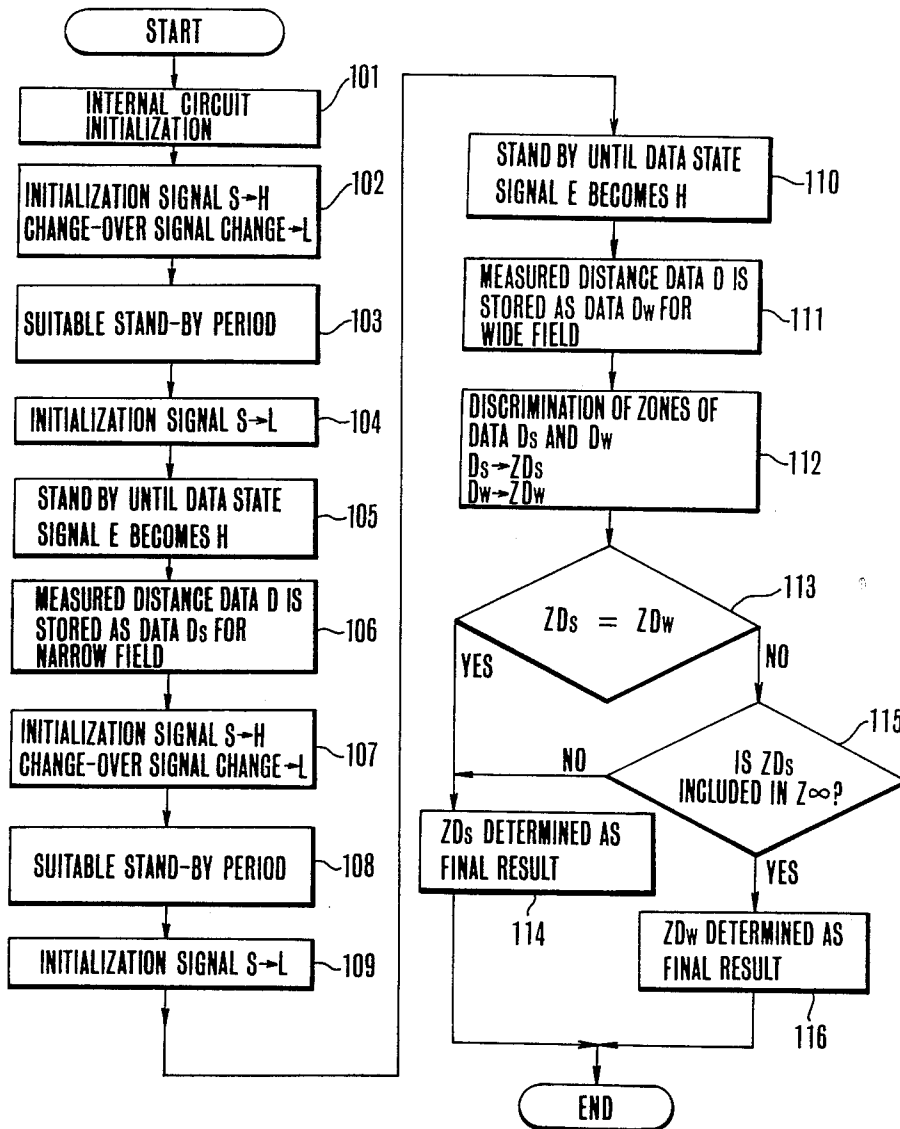 START
101
INTERNAL CIRCUIT
INITIALIZATION
102
INITIALIZATION SIGNAL S→H
CHANGE-OVER SIGNAL CHANGE→L
SUITABLE STAND-BY PERIOD
103
INITIALIZATION SIGNAL S→L
104
STAND BY UNTIL DATA STATE
SIGNAL E BECOMES H
105
MEASURED DISTANCE DATA D IS
STORED AS DATA Ds FOR
NARROW FIELD
106
INITIALIZATION SIGNAL S→H
CHANGE-OVER SIGNAL CHANGE→L
107
SUITABLE STAND-BY PERIOD
108
INITIALIZATION SIGNAL S→L
109
STAND BY UNTIL DATA STATE
SIGNAL E BECOMES H
110
MEASURED DISTANCE DATA D IS
STORED AS DATA Dw FOR
WIDE FIELD
111
DISCRIMINATION OF ZONES OF
DATA Ds AND Dw
Ds→ZDs
Dw→ZDw
112
113
ZDs = ZDw
YES
NO
115
IS ZDs
INCLUDED IN Z∞?
NO
YES
ZDs DETERMINED AS
FINAL RESULT
114
ZDw DETERMINED AS
FINAL RESULT
116
END